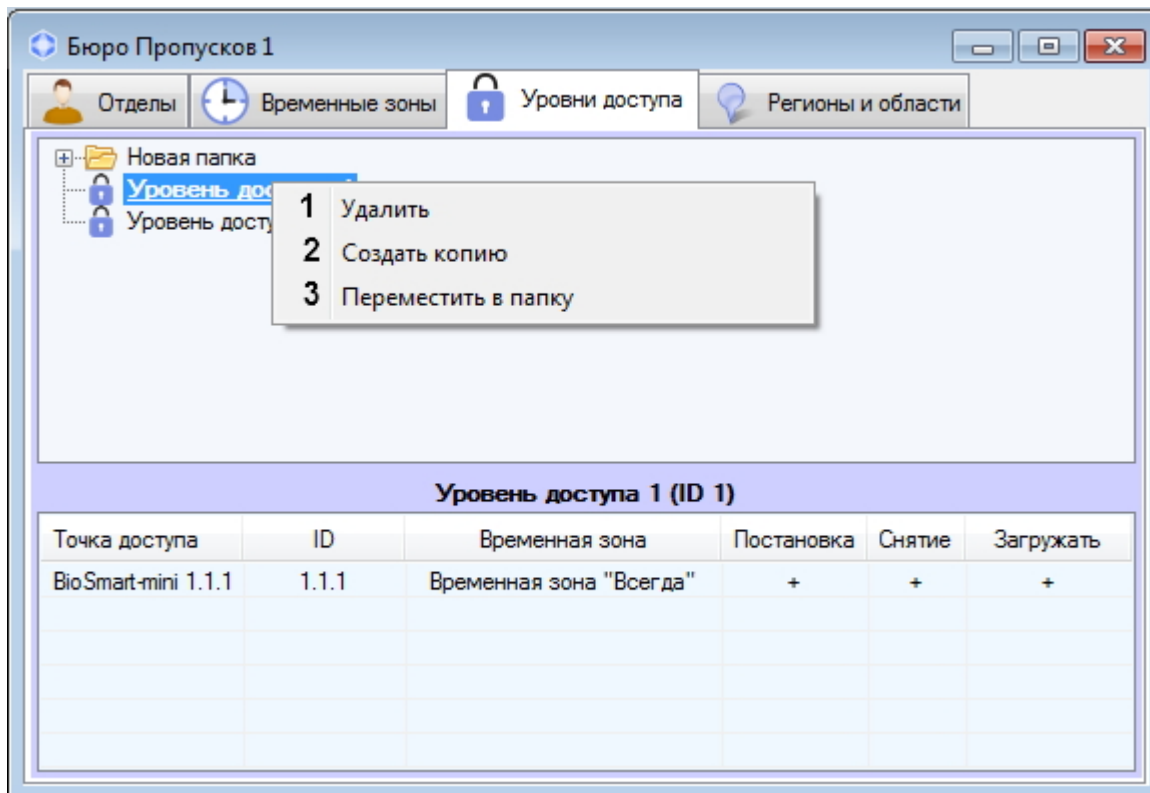 Бюро Пропусков 1
Отделы Временные зоны Уровни доступа Регионы и области
Новая папка
Уровень
Уровень
1 Удалить
2 Создать копию
3 Переместить в папку
Уровень доступа 1 (ID 1)
Точка доступа ID Временная зона Постановка Снятие Загружать
BioSmart-mini 1.1.1 1.1.1 Временная зона "Всегда" + + +